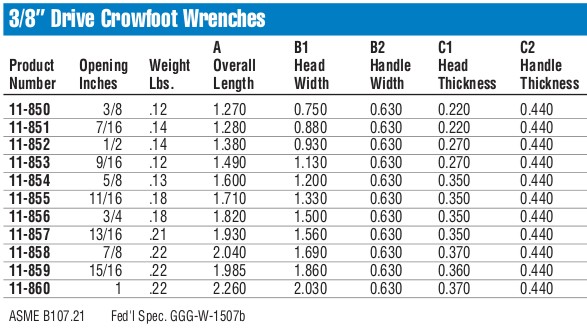 3/8″ Drive Crowfoot Wrenches
A B1 B2 C1 C2
Product Opening Weight Overall Head Handle Head Handle
Number Inches Lbs. Length Width Width Thickness Thickness
11-850 3/8 .12 1.270 0.750 0.630 0.220 0.440
11-851 7/16 .14 1.280 0.880 0.630 0.220 0.440
11-852 1/2 .14 1.380 0.930 0.630 0.270 0.440
11-853 9/16 .12 1.490 1.130 0.630 0.270 0.440
11-854 5/8 .13 1.600 1.200 0.630 0.350 0.440
11-855 11/16 .18 1.710 1.330 0.630 0.350 0.440
11-856 3/4 .18 1.820 1.500 0.630 0.350 0.440
11-857 13/16 .21 1.930 1.560 0.630 0.350 0.440
11-858 7/8 .22 2.040 1.690 0.630 0.370 0.440
11-859 15/16 .22 1.985 1.860 0.630 0.360 0.440
11-860 1 .22 2.260 2.030 0.630 0.370 0.440
ASME B107.21 Fed'l Spec. GGG-W-1507b